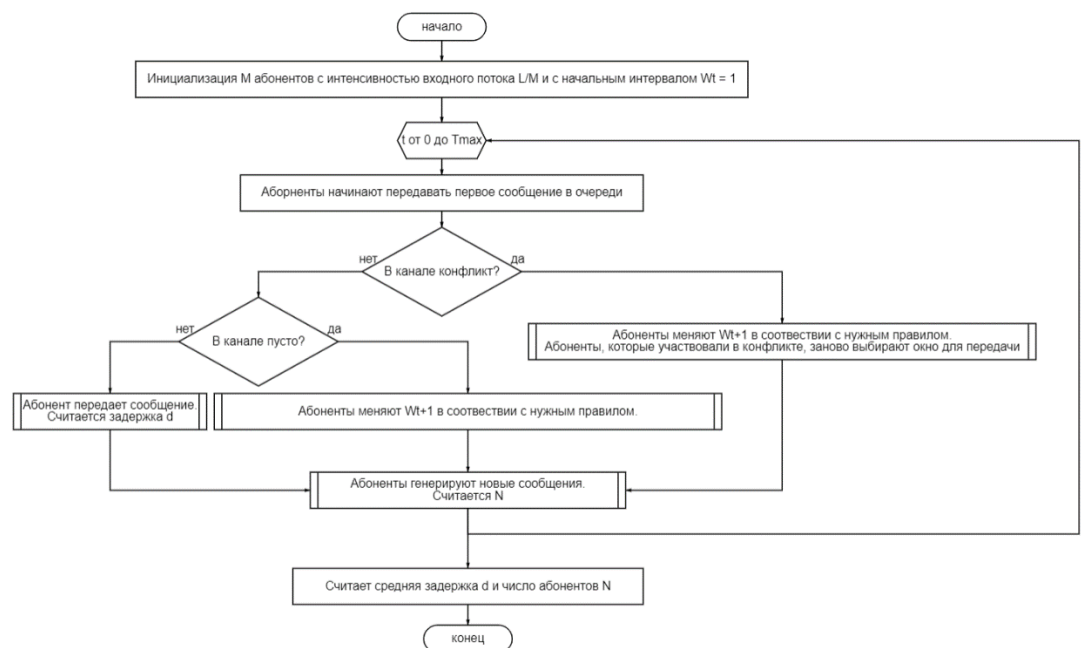 начало
Инициализация M абонентов с интенсивностью входного потока L/M и с начальным интервалом Wt = 1
t от 0 до Tmax
Аборненты начинают передавать первое сообщение в очереди
нет
да
В канале конфликт?
нет
да
В канале пусто?
Абоненты меняют Wt+1 в соотвествии с нужным правилом.
Абоненты, которые участвовали в конфликте, заново выбирают окно для передачи
Абонент передает сообщение.
Считается задержка d
Абоненты меняют Wt+1 в соотвествии с нужным правилом.
Абоненты генерируют новые сообщения.
Считается N
Считает средняя задержка d и число абонентов N
конец